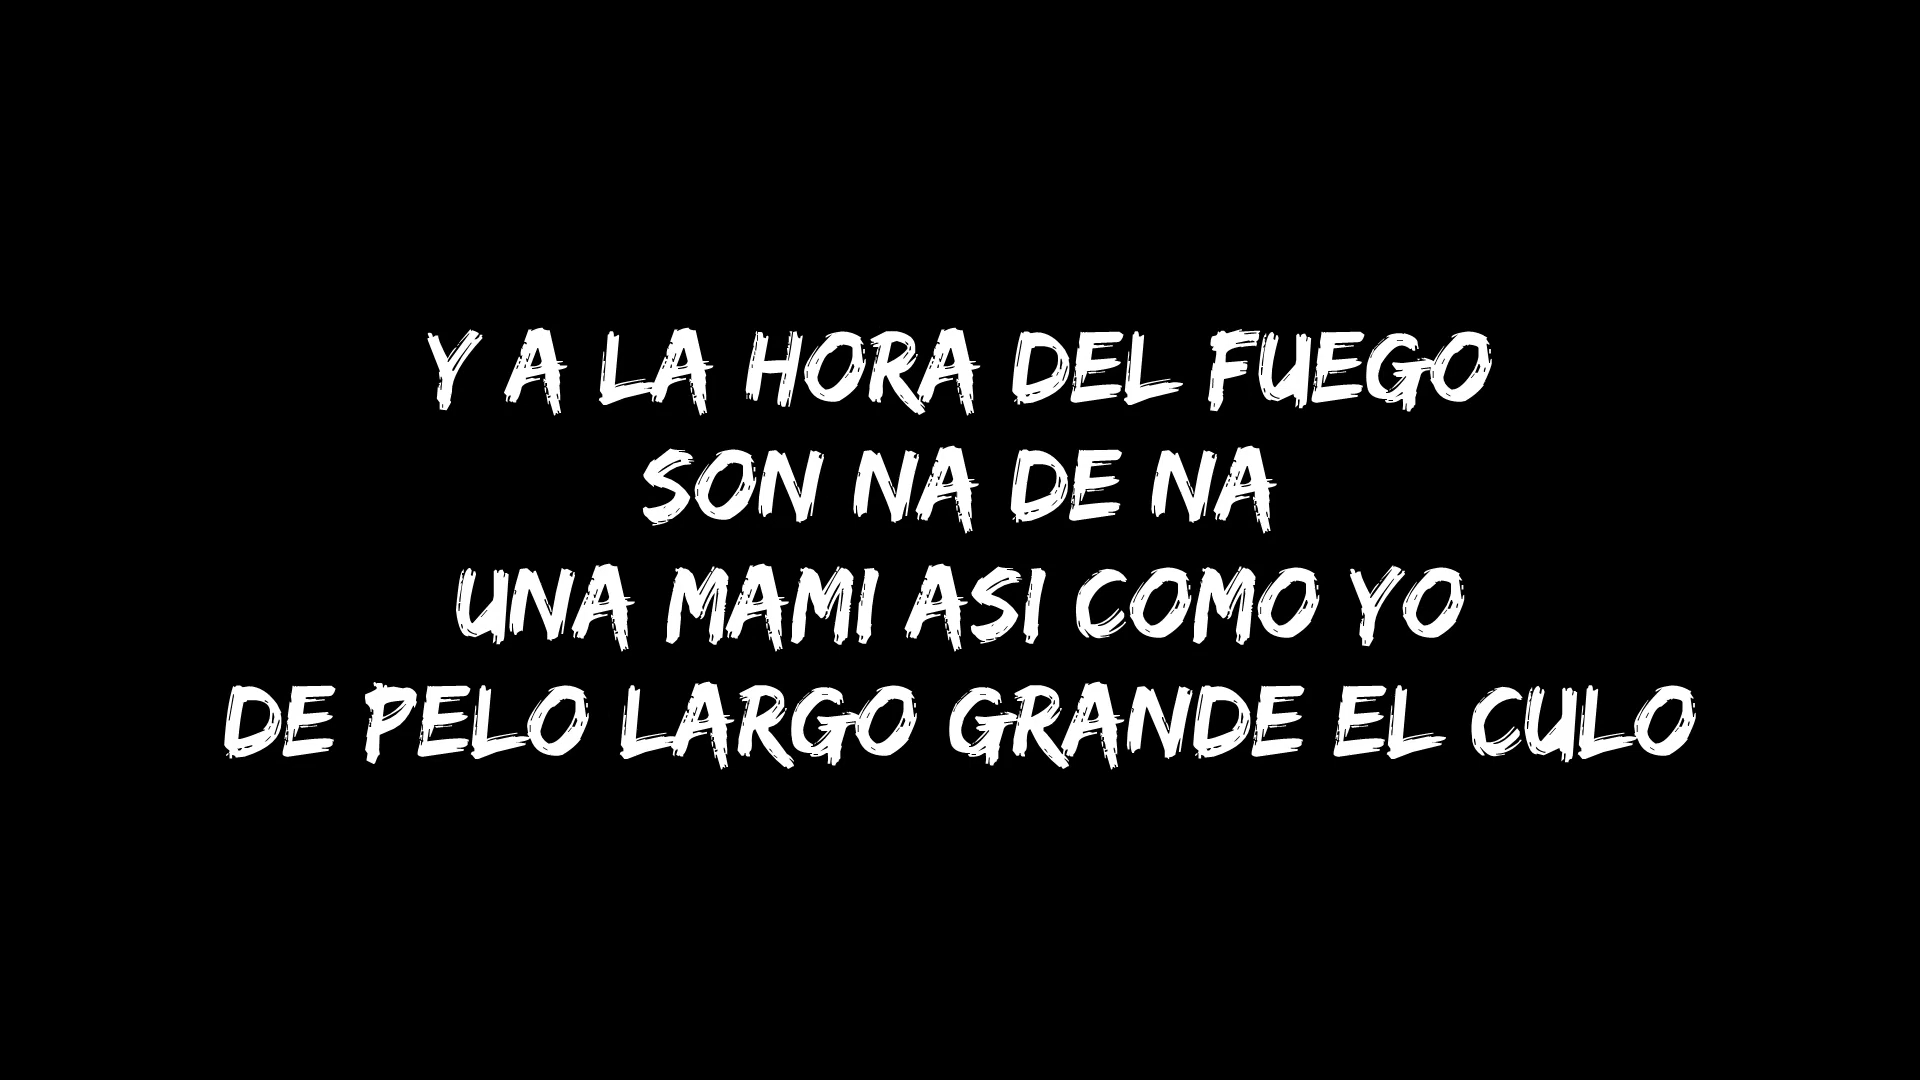 Y A LA HORA DEL FUEGO
SON NA DE NA
UNA MAMI ASI COMO YO
DE PELO LARGO GRANDE EL CULO